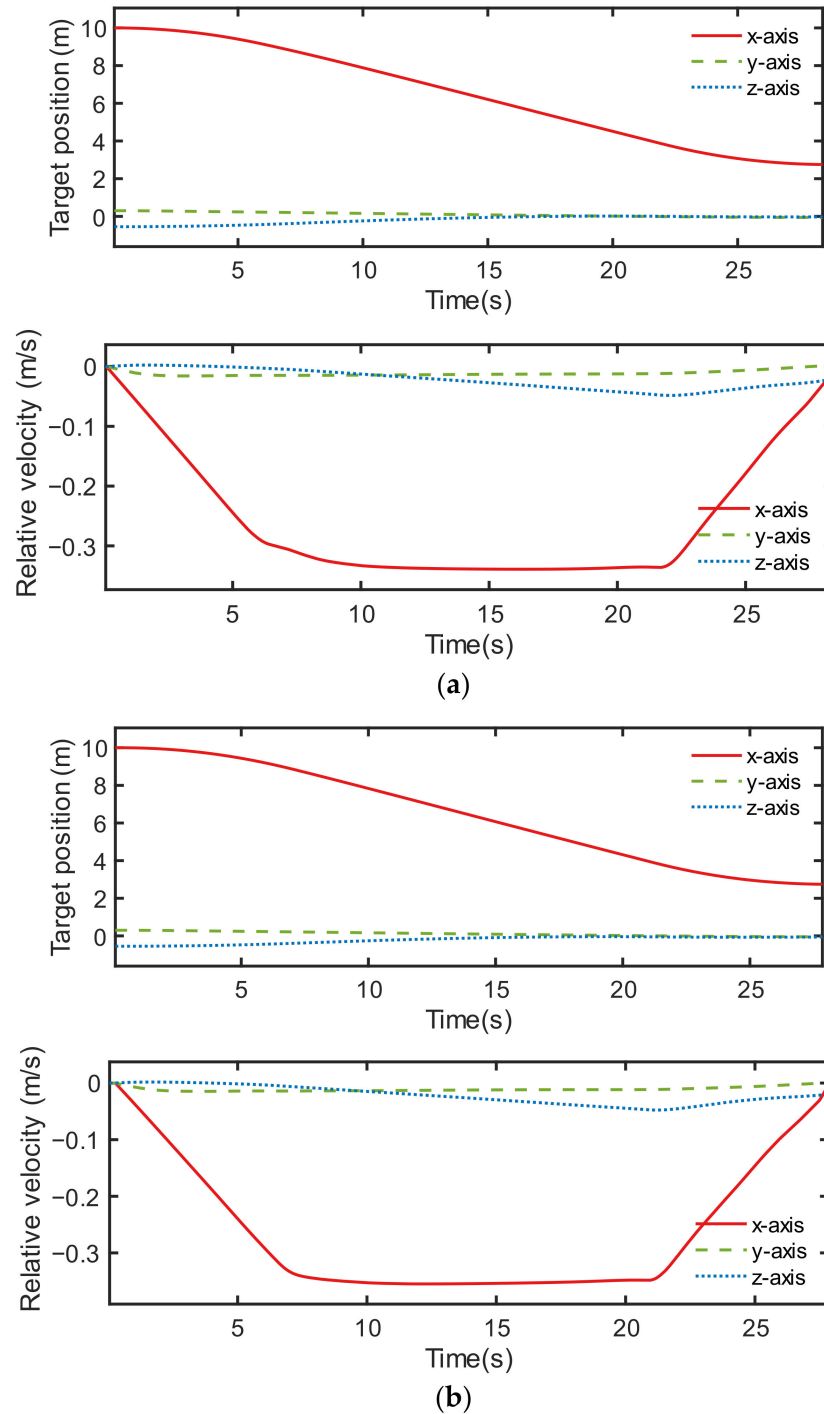 Target position (m)
10
8
6
4
2
0
x-axis
y-axis
z-axis
5
10
15
20
25
Time(s)
Relative velocity (m/s)
0
−0.1
−0.2
−0.3
x-axis
y-axis
z-axis
5
10
15
20
25
Time(s)
(a)
Target position (m)
10
8
6
4
2
0
x-axis
y-axis
z-axis
5
10
15
20
25
Time(s)
Relative velocity (m/s)
0
−0.1
−0.2
−0.3
x-axis
y-axis
z-axis
5
10
15
20
25
Time(s)
(b)